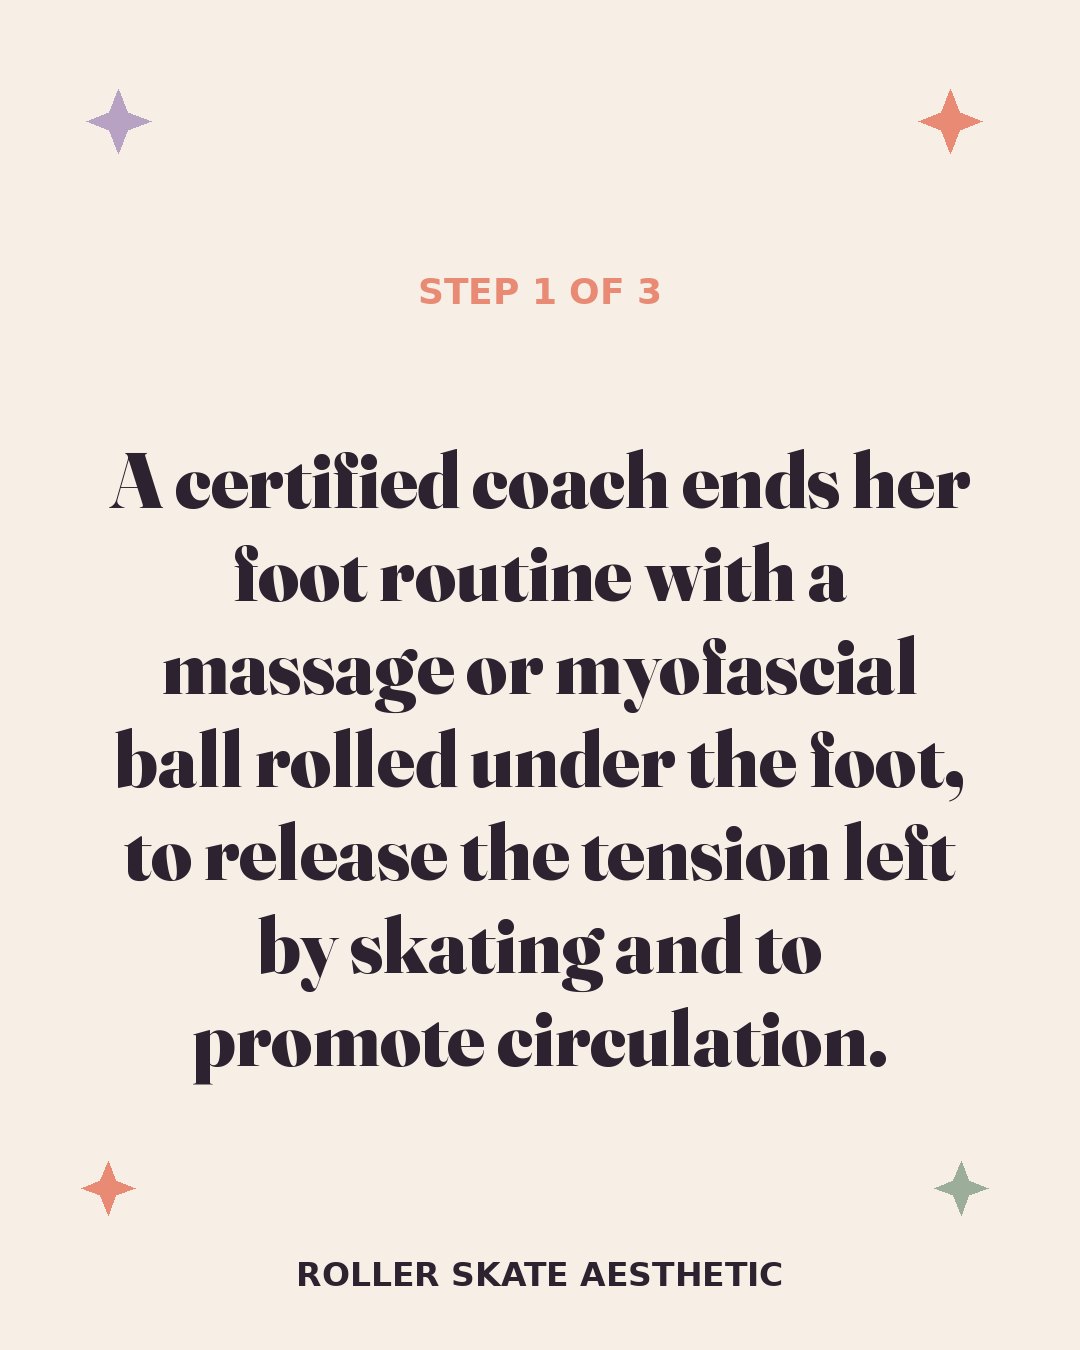 STEP 1 OF 3
A certified coach ends her
foot routine with a
massage or myofascial
ball rolled under the foot,
to release the tension left
by skating and to
promote circulation.
ROLLER SKATE AESTHETIC